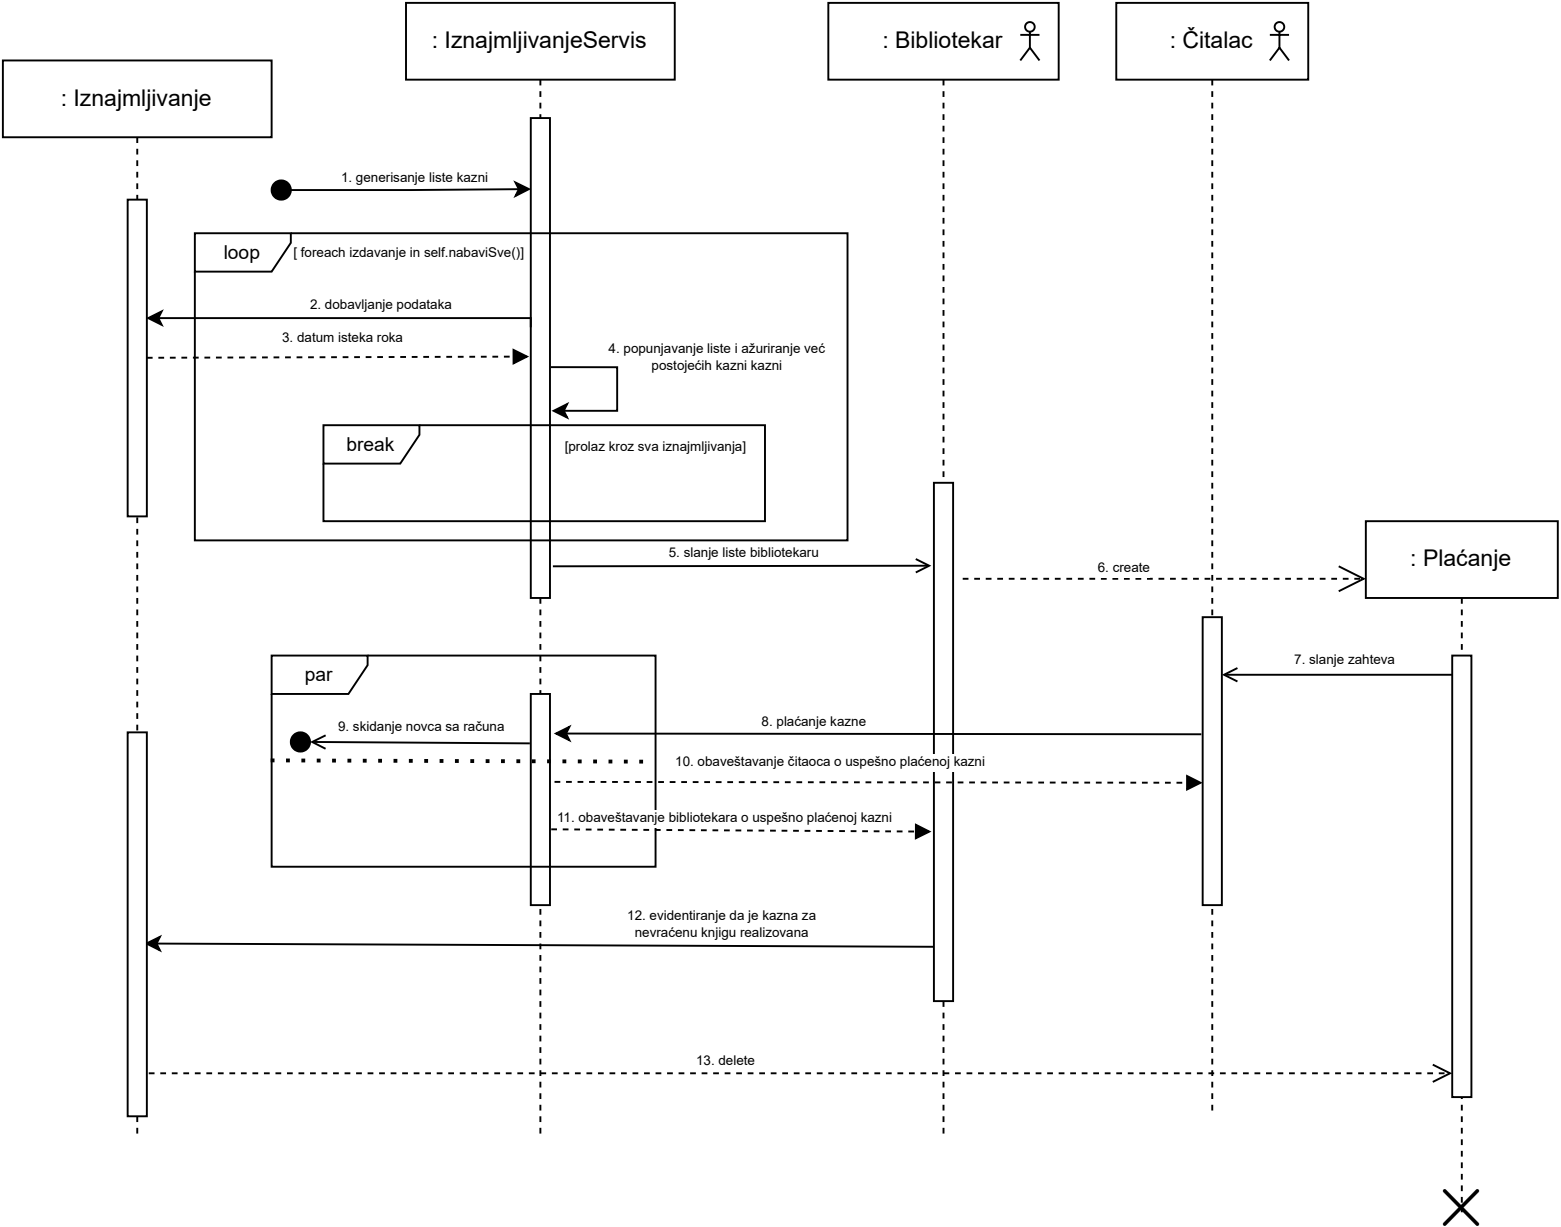 : IznajmljivanjeServis
: Bibliotekar
: Čitalac
: Iznajmljivanje
1. generisanje liste kazni
loop
[ foreach izdavanje in self.nabaviSve()]
2. dobavljanje podataka
3. datum isteka roka
4. popunjavanje liste i ažuriranje već
postojećih kazni kazni
break
[prolaz kroz sva iznajmljivanja]
5. slanje liste bibliotekaru
6. create
: Plaćanje
7. slanje zahteva
par
8. plaćanje kazne
9. skidanje novca sa računa
10. obaveštavanje čitaoca o uspešno plaćenoj kazni
11. obaveštavanje bibliotekara o uspešno plaćenoj kazni
12. evidentiranje da je kazna za
nevraćenu knjigu realizovana
13. delete